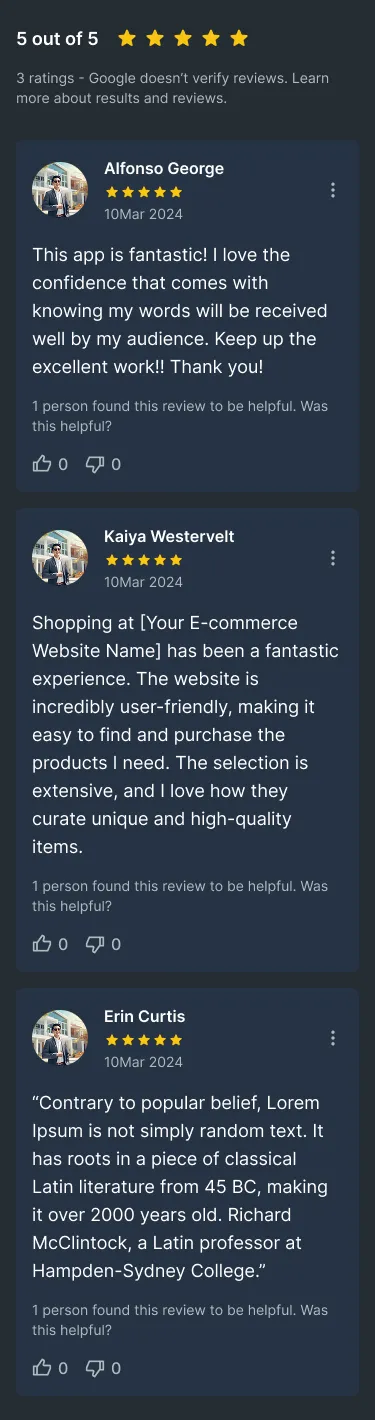 5 out of 5
3 ratings - Google doesn't verify reviews. Learn
more about results and reviews.
Alfonso George
10Mar 2024
This app is fantastic! I love the
confidence that comes with
knowing my words will be received
well by my audience. Keep up the
excellent work!! Thank you!
1 person found this review to be helpful. Was
this helpful?
0 0
Kaiya Westervelt
10Mar 2024
Shopping at [Your E-commerce
Website Name] has been a fantastic
experience. The website is
incredibly user-friendly, making it
easy to find and purchase the
products I need. The selection is
extensive, and I love how they
curate unique and high-quality
items.
1 person found this review to be helpful. Was
this helpful?
0 0
Erin Curtis
10Mar 2024
“Contrary to popular belief, Lorem
Ipsum is not simply random text. It
has roots in a piece of classical
Latin literature from 45 BC, making
it over 2000 years old. Richard
McClintock, a Latin professor at
Hampden-Sydney College.”
1 person found this review to be helpful. Was
this helpful?
0 0